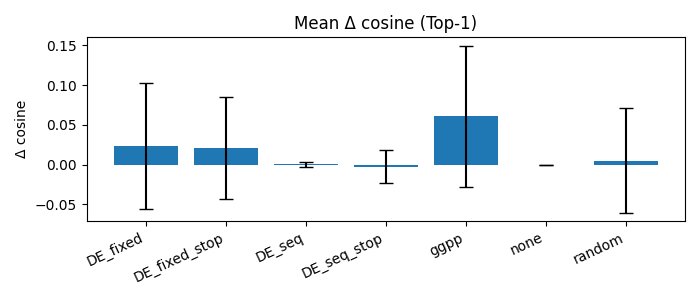 Mean Δ cosine (Top-1)
Δ cosine
0.15
0.10
0.05
0.00
−0.05
DE_fixed
DE_fixed_stop
DE_seq
DE_seq_stop
ggpp
none
random